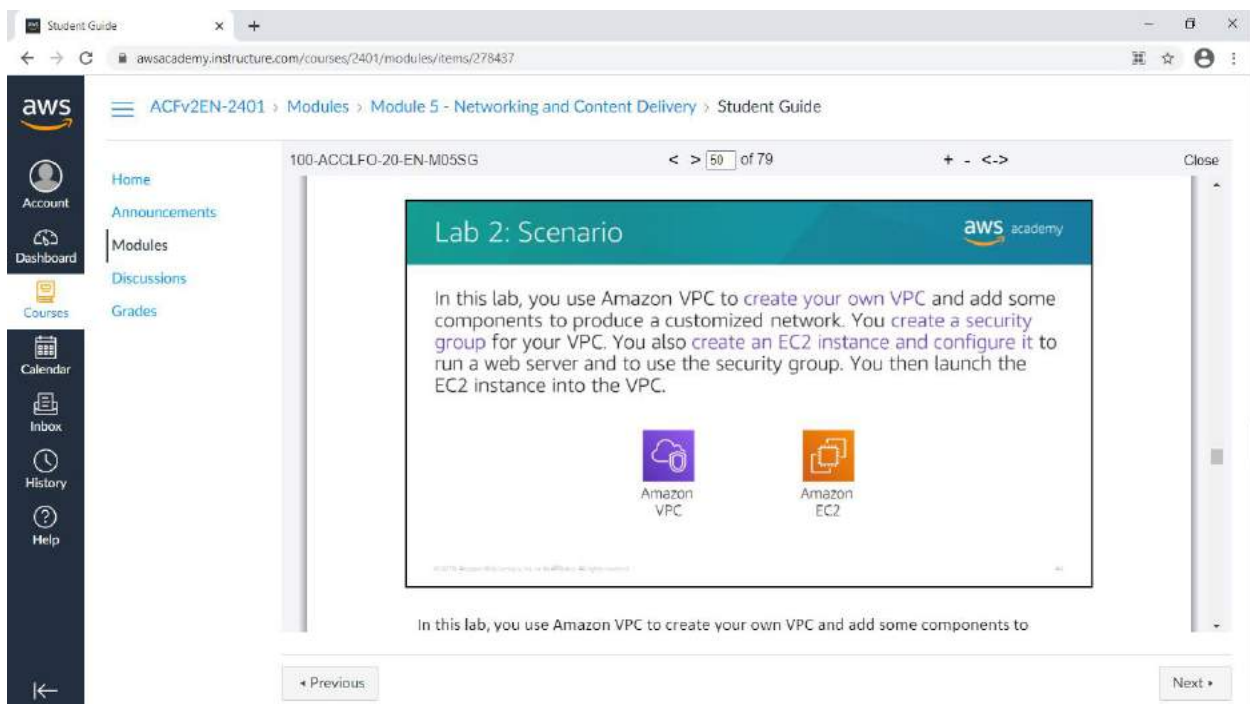 Student Guide
awsacademy.instructure.com/courses/2401/modules/items/278437
aws
ACFv2EN-2401 > Modules > Module 5 - Networking and Content Delivery > Student Guide
Account
Dashboard
Courses
Calendar
Inbox
History
Help
Home
Announcements
Modules
Discussions
Grades
100-ACCLFO-20-EN-M05SG
< > 50 of 79
+ - <->
Close
Lab 2: Scenario
aws academy
In this lab, you use Amazon VPC to create your own VPC and add some
components to produce a customized network. You create a security
group for your VPC. You also create an EC2 instance and configure it to
run a web server and to use the security group. You then launch the
EC2 instance into the VPC.
Amazon
VPC
Amazon
EC2
In this lab, you use Amazon VPC to create your own VPC and add some components to
◂ Previous
Next ▸